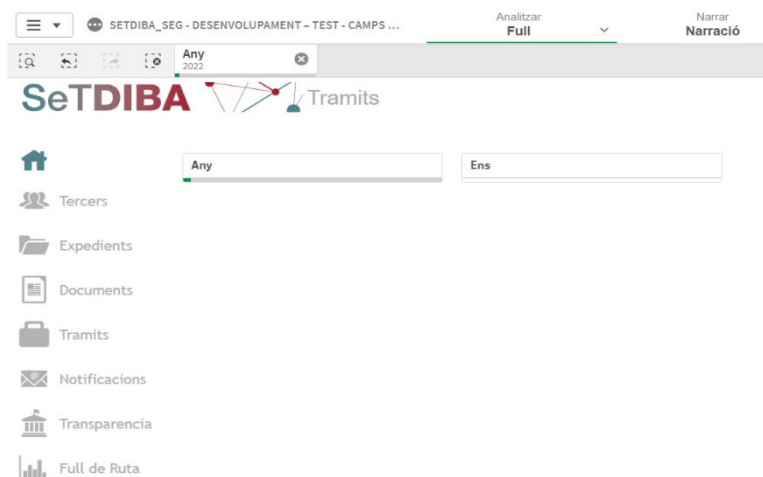 SETDIBA_SEG - DESENVOLUPAMENT – TEST - CAMPS ...
Analitzar
Full
Narrar
Narració
Any
2022
SeTDIBA Tramits
Any
Ens
Tercers
Expedients
Documents
Tramits
Notificacions
Transparencia
Full de Ruta